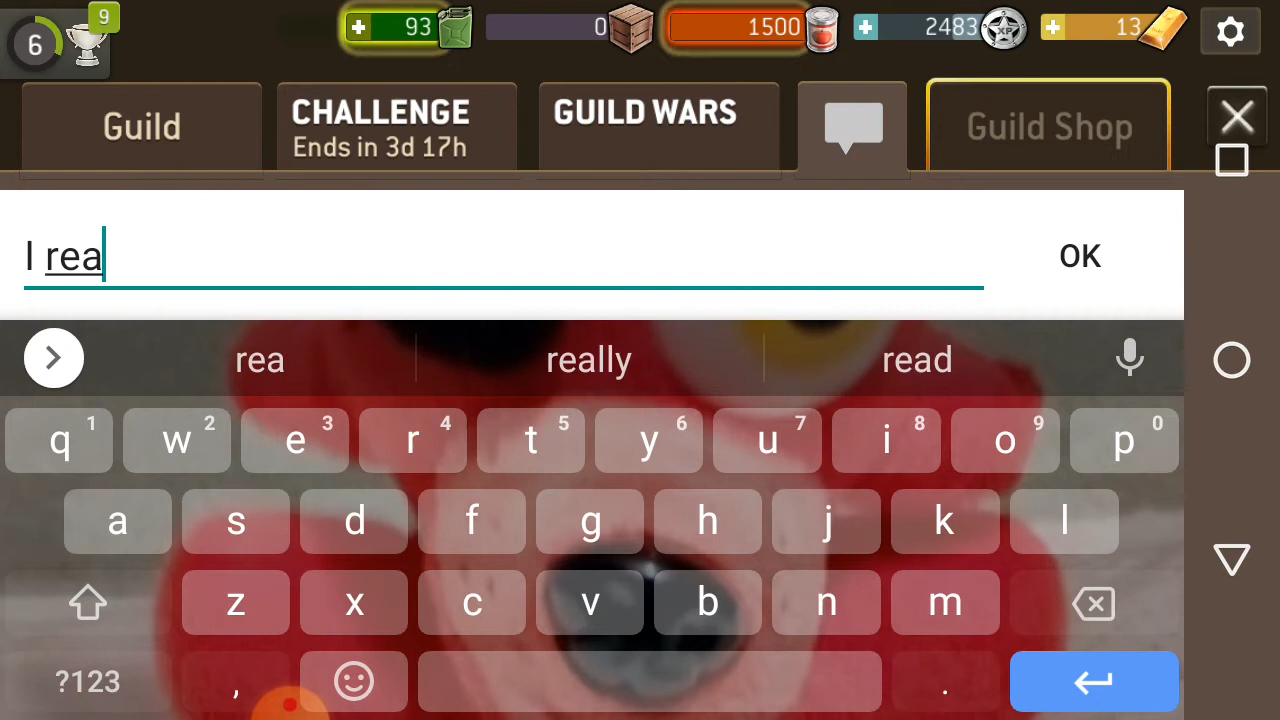 6
9
93
0
1500
2483
XP
13
Guild
CHALLENGE
Ends in 3d 17h
GUILD WARS
Guild Shop
I rea
OK
rea
really
read
q 1 w 2 e 3 r 4 t 5 y 6 u 7 i 8 o 9 p 0
a s d f g h j k l
z x c v b n m
?123 , .